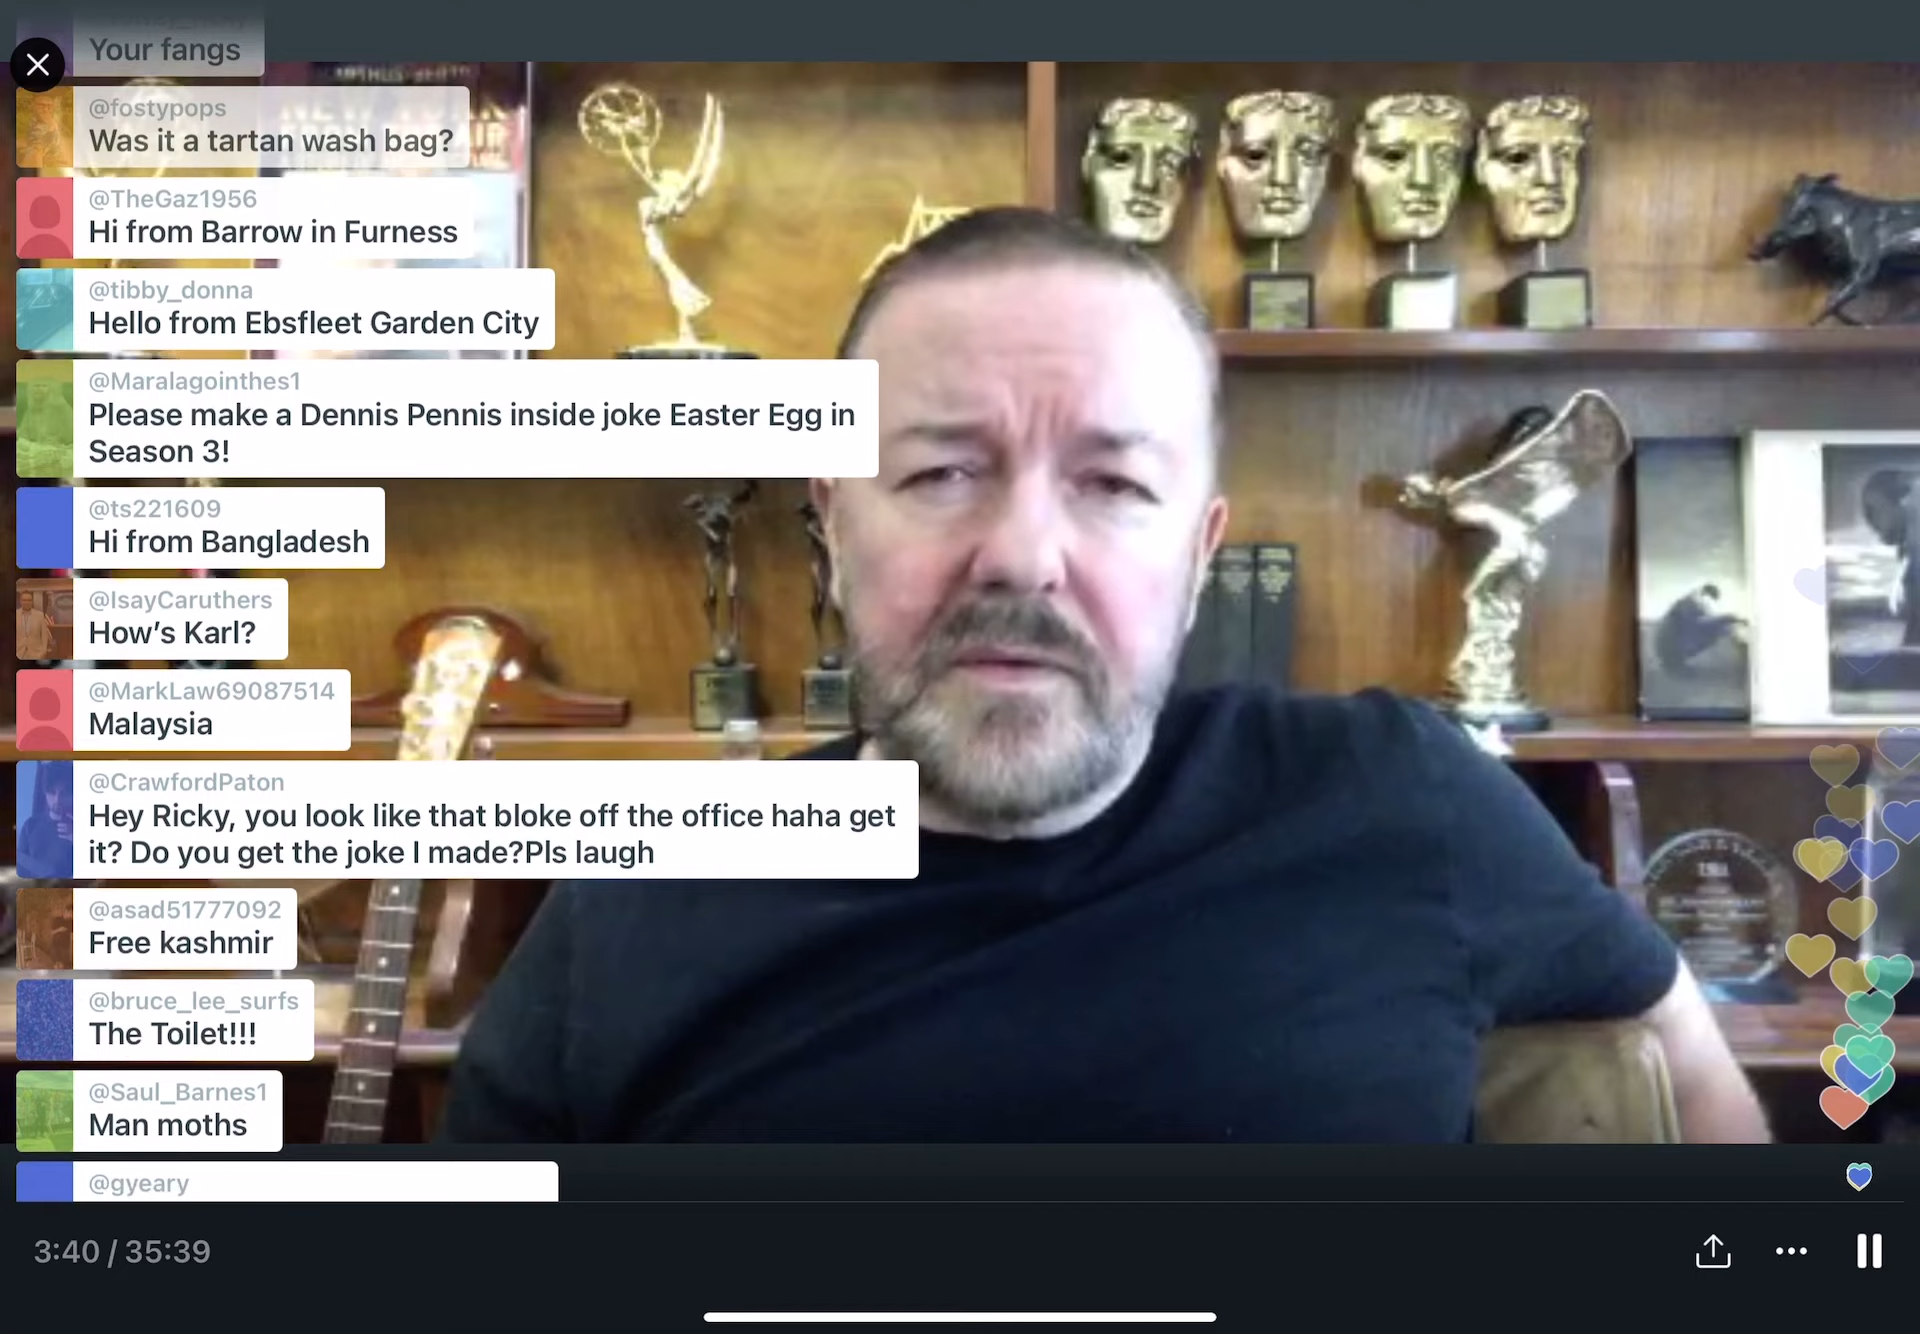 Your fangs
@fostypops
Was it a tartan wash bag?
@TheGaz1956
Hi from Barrow in Furness
@tibby_donna
Hello from Ebsfleet Garden City
@Maralagointhes1
Please make a Dennis Pennis inside joke Easter Egg in
Season 3!
@ts221609
Hi from Bangladesh
@IsayCaruthers
How’s Karl?
@MarkLaw69087514
Malaysia
@CrawfordPaton
Hey Ricky, you look like that bloke off the office haha get
it? Do you get the joke I made?Pls laugh
@asad51777092
Free kashmir
@bruce_lee_surfs
The Toilet!!!
@Saul_Barnes1
Man moths
@gyeary
3:40 / 35:39